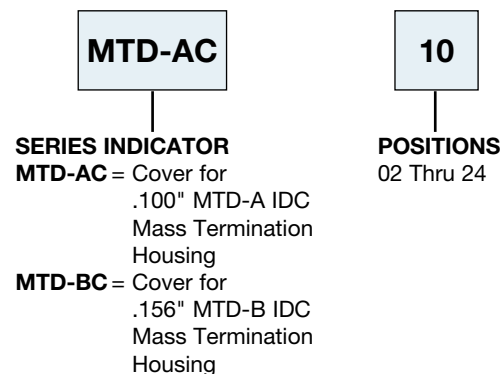 MTD-AC
10
SERIES INDICATOR
MTD-AC = Cover for
.100" MTD-A IDC
Mass Termination
Housing
MTD-BC = Cover for
.156" MTD-B IDC
Mass Termination
Housing
POSITIONS
02 Thru 24